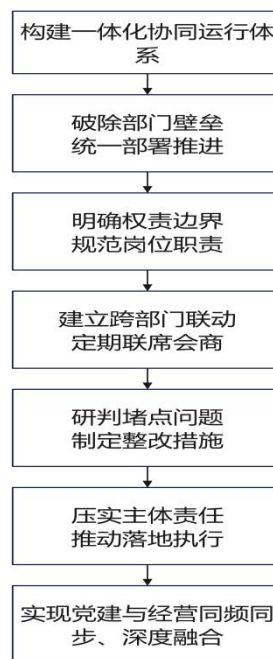 构建一体化协同运行体
系
破除部门壁垒
统一部署推进
明确权责边界
规范岗位职责
建立跨部门联动
定期联席会商
研判堵点问题
制定整改措施
压实主体责任
推动落地执行
实现党建与经营同频同
步、深度融合